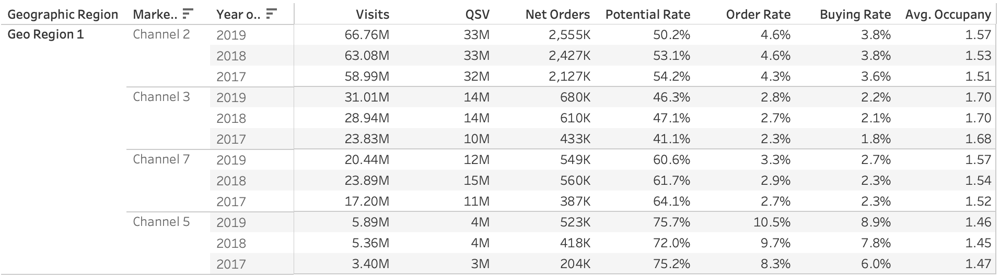 Geographic Region Marke.. Year o.. Visits QSV Net Orders Potential Rate Order Rate Buying Rate Avg. Occupany
Geo Region 1 Channel 2 2019 66.76M 33M 2,555K 50.2% 4.6% 3.8% 1.57
2018 63.08M 33M 2,427K 53.1% 4.6% 3.8% 1.53
2017 58.99M 32M 2,127K 54.2% 4.3% 3.6% 1.51
Channel 3 2019 31.01M 14M 680K 46.3% 2.8% 2.2% 1.70
2018 28.94M 14M 610K 47.1% 2.7% 2.1% 1.70
2017 23.83M 10M 433K 41.1% 2.3% 1.8% 1.68
Channel 7 2019 20.44M 12M 549K 60.6% 3.3% 2.7% 1.57
2018 23.89M 15M 560K 61.7% 2.9% 2.3% 1.54
2017 17.20M 11M 387K 64.1% 2.7% 2.3% 1.52
Channel 5 2019 5.89M 4M 523K 75.7% 10.5% 8.9% 1.46
2018 5.36M 4M 418K 72.0% 9.7% 7.8% 1.45
2017 3.40M 3M 204K 75.2% 8.3% 6.0% 1.47